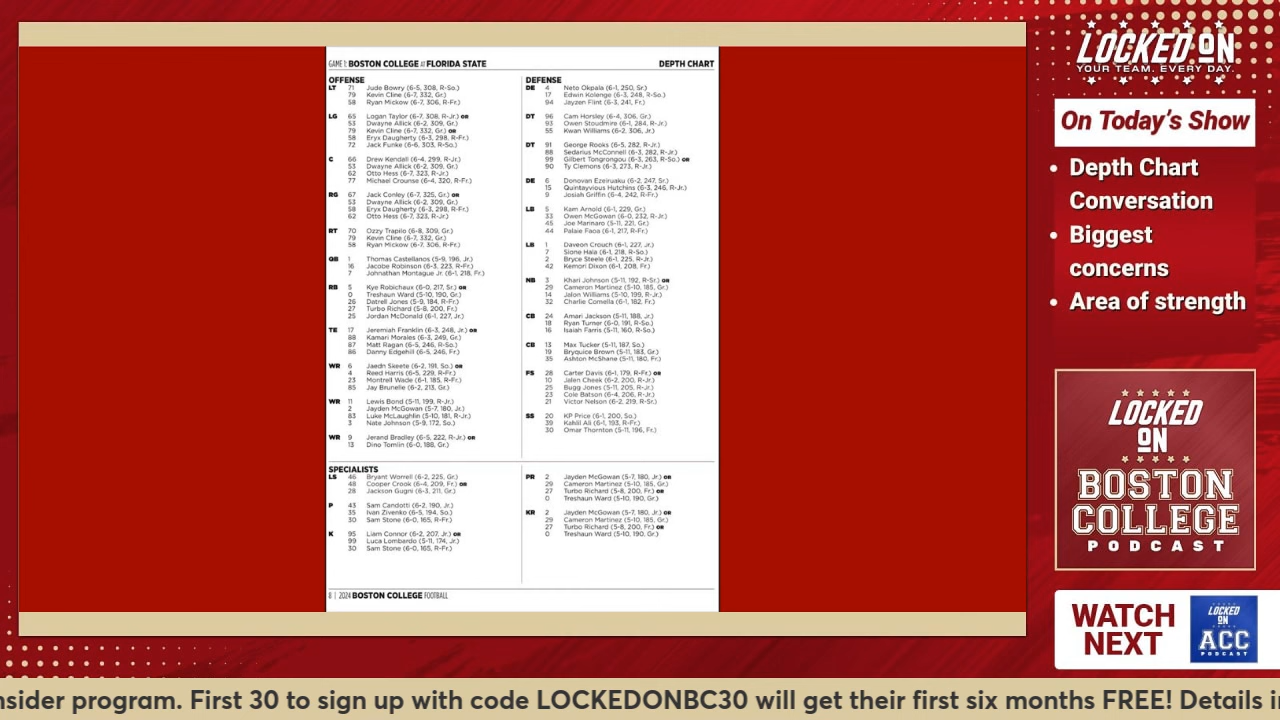 GAME 1: BOSTON COLLEGE at FLORIDA STATE
DEPTH CHART
OFFENSE
LT 71 Jude Bowry (6-5, 308, R-So.)
79 Kevin Cline (6-7, 332, Gr.)
58 Ryan Mickow (6-7, 306, R-Fr.)
LG 65 Logan Taylor (6-7, 308, R-Jr.) OR
53 Dwayne Allick (6-2, 309, Gr.)
79 Kevin Cline (6-7, 332, Gr.) OR
58 Eryx Daugherty (6-3, 298, R-Fr.)
72 Jack Funke (6-6, 303, R-So.)
C 66 Drew Kendall (6-4, 299, R-Jr.)
53 Dwayne Allick (6-2, 309, Gr.)
62 Otto Hess (6-7, 323, R-Jr.)
77 Michael Crounse (6-4, 320, R-Fr.)
RG 67 Jack Conley (6-7, 325, Gr.) OR
53 Dwayne Allick (6-2, 309, Gr.)
58 Eryx Daugherty (6-3, 298, R-Fr.)
62 Otto Hess (6-7, 323, R-Jr.)
RT 70 Ozzy Trapilo (6-8, 309, Gr.)
79 Kevin Cline (6-7, 332, Gr.)
58 Ryan Mickow (6-7, 306, R-Fr.)
QB 1 Thomas Castellanos (5-9, 196, Jr.)
16 Jacobe Robinson (6-3, 223, R-Fr.)
7 Johnathan Montague Jr. (6-1, 218, Fr.)
RB 5 Kye Robichaux (6-0, 217, Sr.) OR
0 Treshaun Ward (5-10, 190, Gr.)
26 Datrell Jones (5-9, 184, R-Fr.)
27 Turbo Richard (5-8, 200, Fr.)
25 Jordan McDonald (6-1, 227, Jr.)
TE 17 Jeremiah Franklin (6-3, 248, Jr.) OR
88 Kamari Morales (6-3, 249, Gr.)
87 Matt Ragan (6-5, 246, R-So.)
86 Danny Edgehill (6-5, 246, Fr.)
WR 6 Jaedn Skeete (6-2, 191, So.) OR
4 Reed Harris (6-5, 229, R-Fr.)
23 Montrell Wade (6-1, 185, R-Fr.)
85 Jay Brunelle (6-2, 213, Gr.)
WR 11 Lewis Bond (5-11, 199, R-Jr.)
2 Jayden McGowan (5-7, 180, Jr.)
83 Luke McLaughlin (5-10, 181, R-Jr.)
3 Nate Johnson (5-9, 172, So.)
WR 9 Jerand Bradley (6-5, 222, R-Jr.) OR
13 Dino Tomlin (6-0, 188, Gr.)
DEFENSE
DE 4 Neto Okpala (6-1, 250, Sr.)
17 Edwin Kolenge (6-3, 248, R-So.)
94 Jayzen Flint (6-3, 241, Fr.)
DT 96 Cam Horsley (6-4, 306, Gr.)
93 Owen Stoudmire (6-1, 284, R-Jr.)
55 Kwan Williams (6-2, 306, Jr.)
DT 91 George Rooks (6-5, 282, R-Jr.)
88 Sedarius McConnell (6-3, 282, R-Jr.)
99 Gilbert Tongrongou (6-3, 263, R-So.) OR
90 Ty Clemons (6-3, 273, R-Jr.)
DE 6 Donovan Ezeiruaku (6-2, 247, Sr.)
15 Quintayvious Hutchins (6-3, 246, R-Jr.)
9 Josiah Griffin (6-4, 242, R-Fr.)
LB 5 Kam Arnold (6-1, 229, Gr.)
33 Owen McGowan (6-0, 232, R-Jr.)
45 Joe Marinaro (5-11, 221, Gr.)
44 Palaie Faoa (6-1, 217, R-Fr.)
LB 1 Daveon Crouch (6-1, 227, Jr.)
7 Sione Hala (6-1, 218, R-So.)
2 Bryce Steele (6-1, 225, R-Jr.)
42 Kemori Dixon (6-1, 208, Fr.)
NB 3 Khari Johnson (5-11, 192, R-Sr.) OR
29 Cameron Martinez (5-10, 185, Gr.)
14 Jalon Williams (5-10, 199, R-Jr.)
32 Charlie Comella (6-1, 182, Fr.)
CB 24 Amari Jackson (5-11, 188, Jr.)
18 Ryan Turner (6-0, 191, R-So.)
16 Isaiah Farris (5-11, 160, R-So.)
CB 13 Max Tucker (5-11, 187, So.)
19 Bryquice Brown (5-11, 183, Gr.)
35 Ashton McShane (5-11, 180, Fr.)
FS 28 Carter Davis (6-1, 179, R-Fr.) OR
10 Jalen Cheek (6-2, 200, R-Jr.)
25 Bugg Jones (5-11, 205, R-Jr.)
23 Cole Batson (6-4, 206, R-Jr.)
21 Victor Nelson (6-2, 219, R-Sr.)
SS 20 KP Price (6-1, 200, So.)
39 Kahlil Ali (6-1, 193, R-Fr.)
30 Omar Thornton (5-11, 196, Fr.)
SPECIALISTS
LS 46 Bryant Worrell (6-2, 225, Gr.)
48 Cooper Crook (6-4, 209, Fr.) OR
28 Jackson Gugni (6-3, 211, Gr.)
P 43 Sam Candotti (6-2, 190, Jr.)
35 Ivan Zivenko (6-5, 194, So.)
30 Sam Stone (6-0, 165, R-Fr.)
K 95 Liam Connor (6-2, 207, Jr.) OR
99 Luca Lombardo (5-11, 174, Jr.)
30 Sam Stone (6-0, 165, R-Fr.)
PR 2 Jayden McGowan (5-7, 180, Jr.) OR
29 Cameron Martinez (5-10, 185, Gr.)
27 Turbo Richard (5-8, 200, Fr.) OR
0 Treshaun Ward (5-10, 190, Gr.)
KR 2 Jayden McGowan (5-7, 180, Jr.) OR
29 Cameron Martinez (5-10, 185, Gr.)
27 Turbo Richard (5-8, 200, Fr.) OR
0 Treshaun Ward (5-10, 190, Gr.)
8 | 2024 BOSTON COLLEGE FOOTBALL
LOCKED ON
YOUR TEAM. EVERY DAY.
On Today's Show
• Depth Chart
Conversation
• Biggest
concerns
• Area of strength
LOCKED
ON
BOSTON
COLLEGE
PODCAST
WATCH
NEXT
LOCKED
ON
ACC
PODCAST
nsider program. First 30 to sign up with code LOCKEDONBC30 will get their first six months FREE! Details i